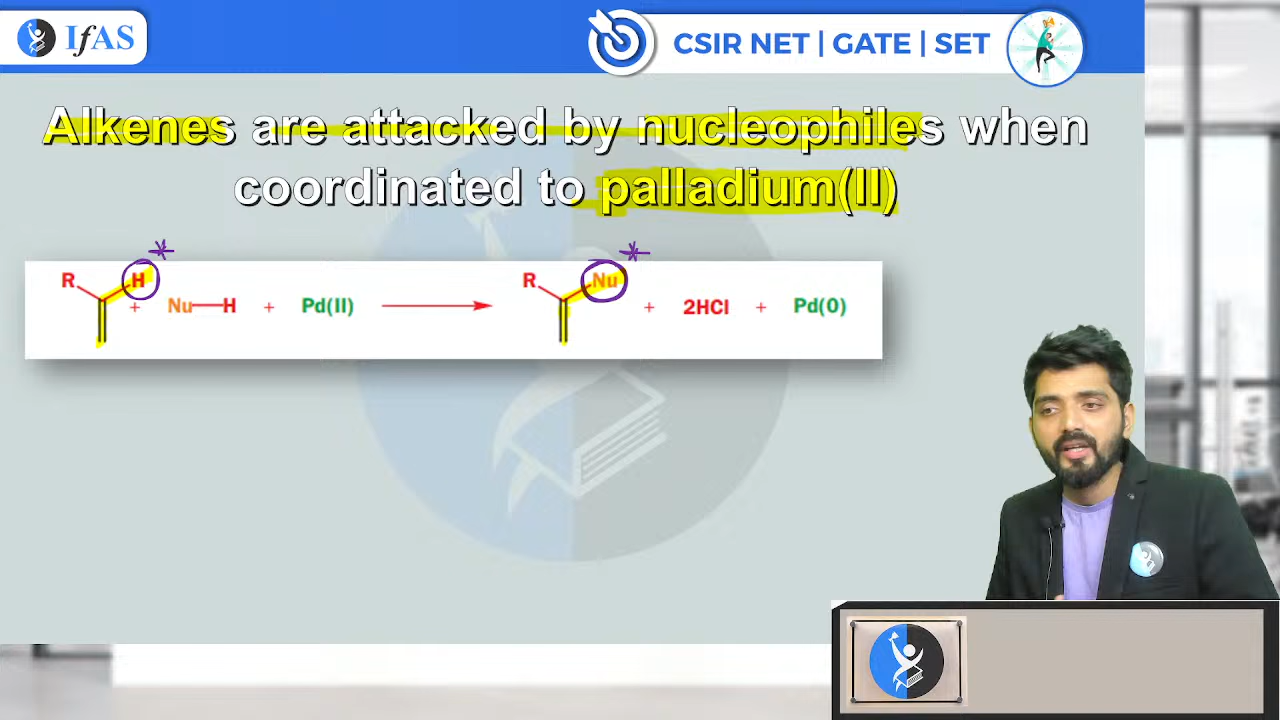 IfAS
CSIR NET | GATE | SET
Alkenes are attacked by nucleophiles when
coordinated to palladium(II)
R H * R Nu *
+ Nu—H + Pd(II) + 2HCl + Pd(0)